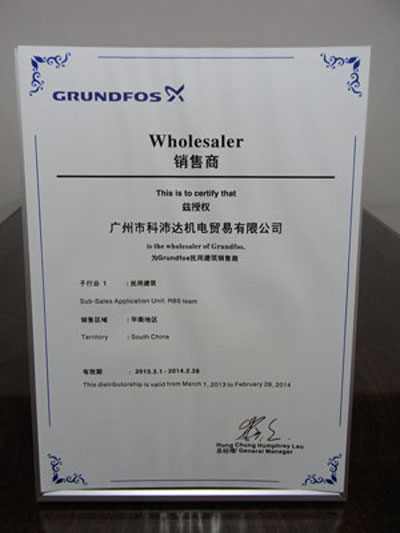 GRUNDFOS
Wholesaler
销售商
This is to certify that
兹授权
广州市科沛达机电贸易有限公司
is the wholesaler of Grundfos.
为Grundfos民用建筑销售商
子行业 1 : 民用建筑
Sub-Sales Application Unit RBS team
销售区域 : 华南地区
Territory : South China
有效期 : 2013.3.1 - 2014.2.28
This distributorship is valid from March 1, 2013 to February 28, 2014
Hung Chung Humphrey Lau
总经理/ General Manager